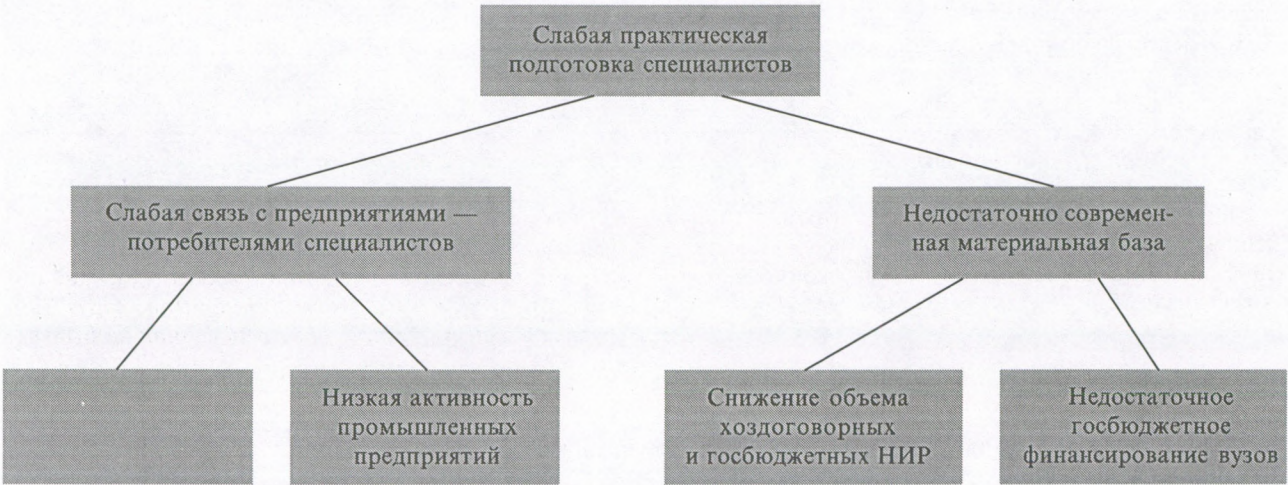 Слабая практическая
подготовка специалистов
Слабая связь с предприятиями —
потребителями специалистов
Недостаточно современ-
ная материальная база
Низкая активность
промышленных
предприятий
Снижение объема
хоздоговорных
и госбюджетных НИР
Недостаточное
госбюджетное
финансирование вузов